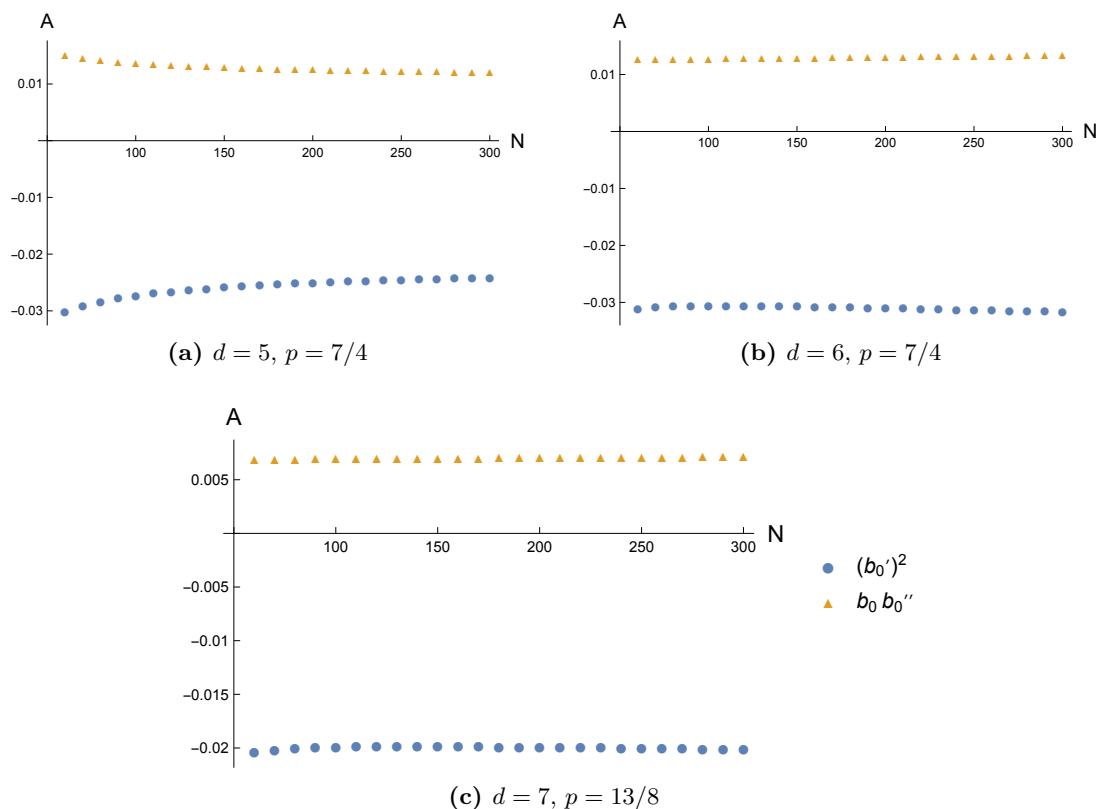 A
0.01
N
100 150 200 250 300
−0.01
−0.02
−0.03
(a) d = 5, p = 7/4
A
0.01
N
100 150 200 250 300
−0.01
−0.02
−0.03
(b) d = 6, p = 7/4
A
0.005
N
100 150 200 250 300
−0.005
−0.01
−0.015
−0.02
(b₀′)²
b₀ b₀′′
(c) d = 7, p = 13/8